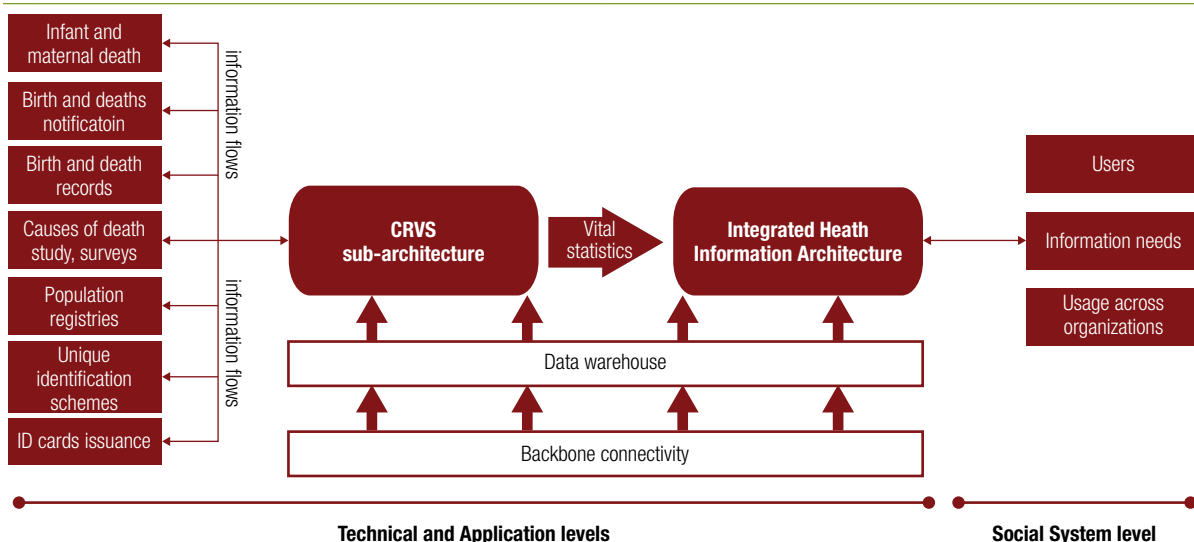 Infant and
maternal death
Birth and deaths
notificatoin
Birth and death
records
Causes of death
study, surveys
Population
registries
Unique
identification
schemes
ID cards issuance
information flows
information flows
CRVS
sub-architecture
Vital
statistics
Integrated Heath
Information Architecture
Data warehouse
Backbone connectivity
Users
Information needs
Usage across
organizations
Technical and Application levels
Social System level